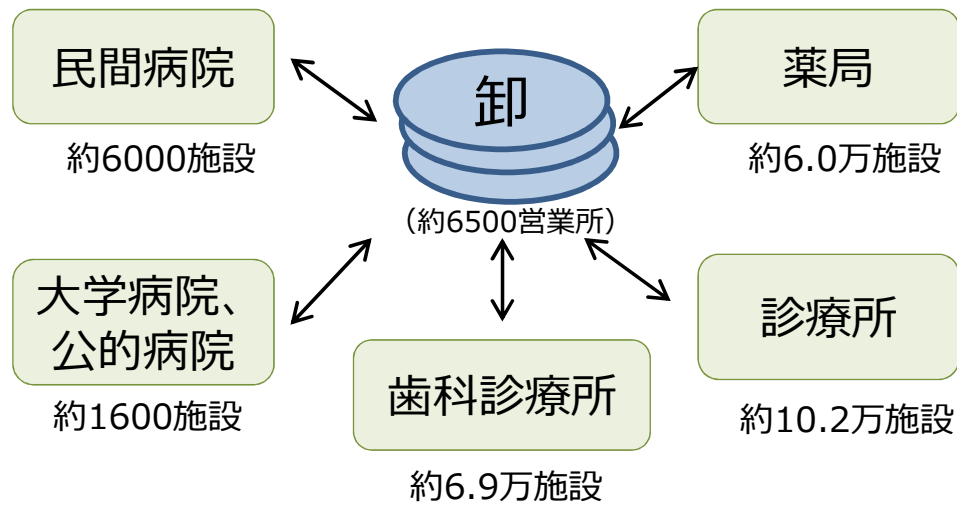 民間病院
約6000施設
卸
（約6500営業所）
薬局
約6.0万施設
大学病院、
公的病院
約1600施設
歯科診療所
約6.9万施設
診療所
約10.2万施設